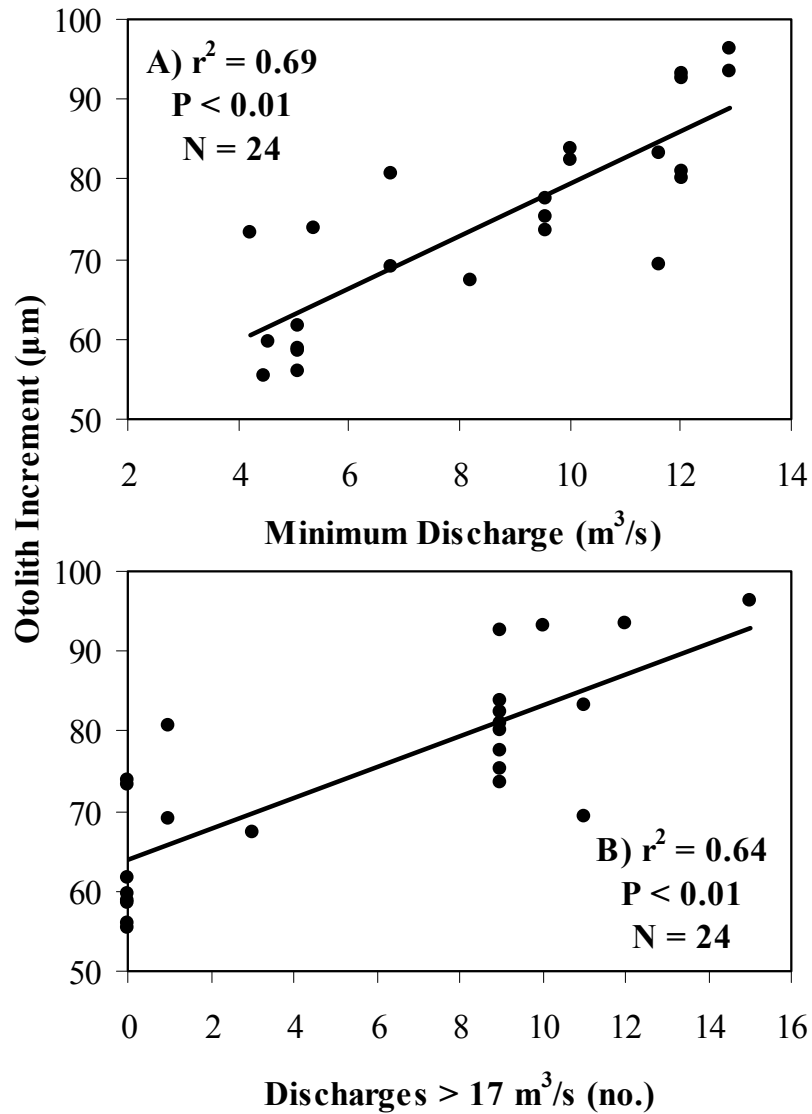 100
90
80
70
60
50
A) r² = 0.69
P < 0.01
N = 24
2 4 6 8 10 12 14
Minimum Discharge (m³/s)
Otolith Increment (μm)
100
90
80
70
60
50
B) r² = 0.64
P < 0.01
N = 24
0 2 4 6 8 10 12 14 16
Discharges > 17 m³/s (no.)